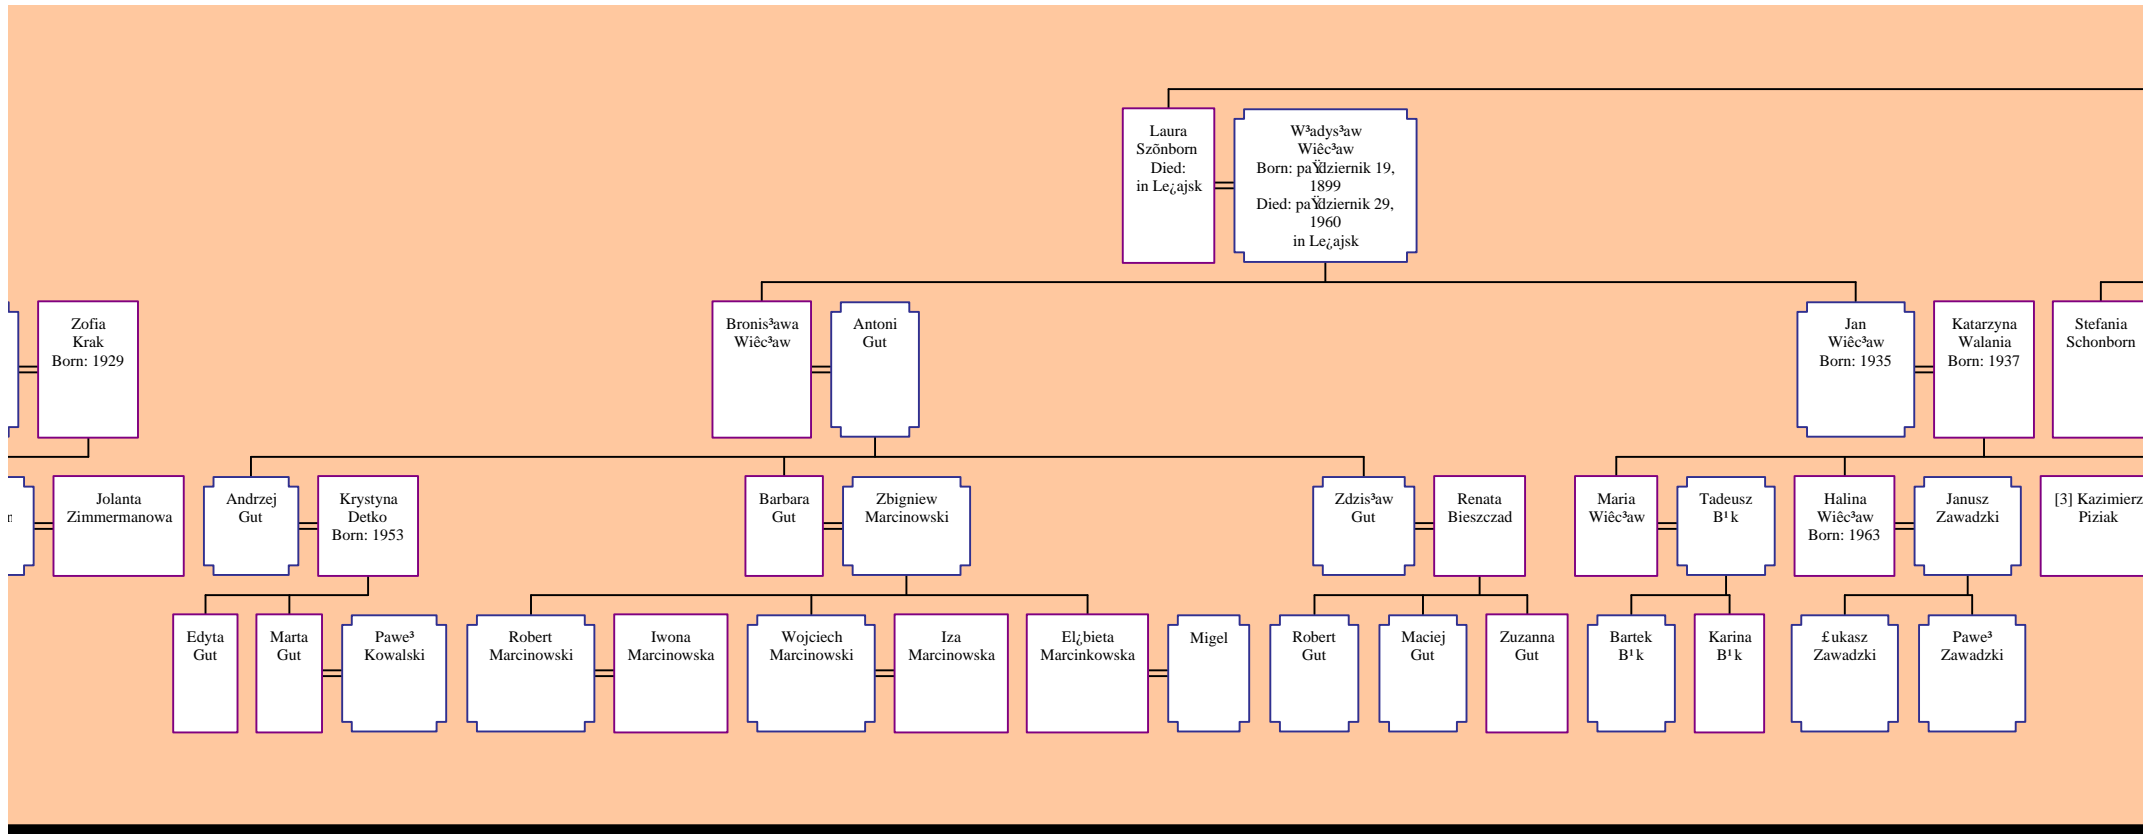 Laura
Szõnborn
Died:
in Le¿ajsk
W³adys³aw
Wiêc³aw
Born: paŸdziernik 19,
1899
Died: paŸdziernik 29,
1960
in Le¿ajsk
Zofia
Krak
Born: 1929
Bronis³awa
Wiêc³aw
Antoni
Gut
Jan
Wiêc³aw
Born: 1935
Katarzyna
Walania
Born: 1937
Stefania
Schonborn
Jolanta
Zimmermanowa
Andrzej
Gut
Krystyna
Detko
Born: 1953
Barbara
Gut
Zbigniew
Marcinowski
Zdzis³aw
Gut
Renata
Bieszczad
Maria
Wiêc³aw
Tadeusz
B¹k
Halina
Wiêc³aw
Born: 1963
Janusz
Zawadzki
[3] Kazimierz
Piziak
Edyta
Gut
Marta
Gut
Pawe³
Kowalski
Robert
Marcinowski
Iwona
Marcinowska
Wojciech
Marcinowski
Iza
Marcinowska
El¿bieta
Marcinkowska
Migel
Robert
Gut
Maciej
Gut
Zuzanna
Gut
Bartek
B¹k
Karina
B¹k
£ukasz
Zawadzki
Pawe³
Zawadzki